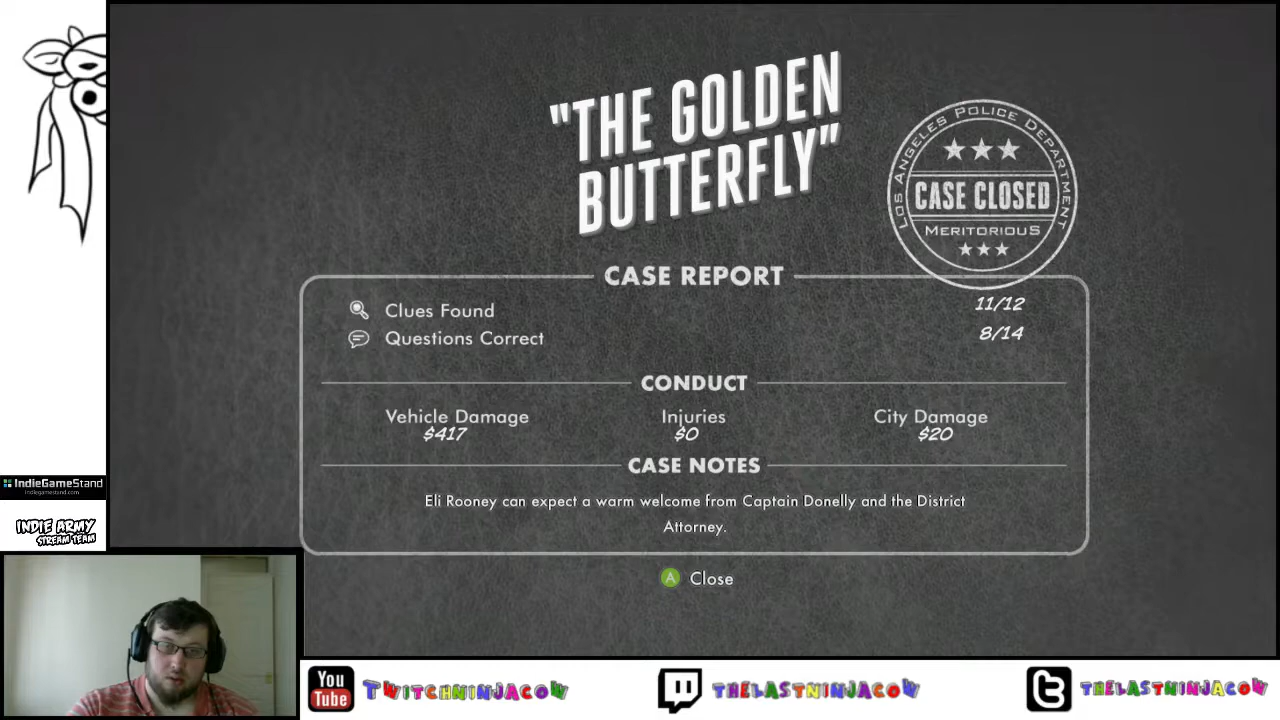 "THE GOLDEN
BUTTERFLY"
LOS ANGELES POLICE DEPARTMENT
CASE CLOSED
MERITORIOUS
CASE REPORT
Clues Found 11/12
Questions Correct 8/14
CONDUCT
Vehicle Damage Injuries City Damage
$417 $0 $20
CASE NOTES
Eli Rooney can expect a warm welcome from Captain Donelly and the District
Attorney.
A Close
IndieGameStand
indiegamestand.com
INDIE ARMY
STREAM TEAM
You
Tube
TWITCHNINJACOW
THELASTNINJACOW
THELASTNINJACOW